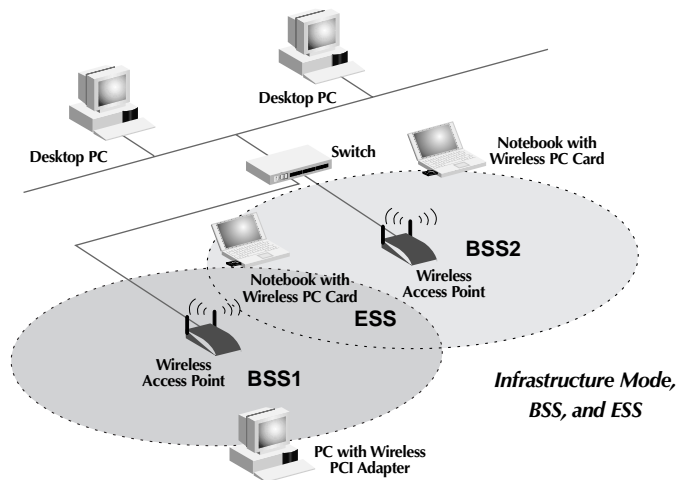 Desktop PC
Desktop PC
Switch
Notebook with
Wireless PC Card
BSS2
Wireless
Access Point
Notebook with
Wireless PC Card
ESS
Wireless
Access Point
BSS1
Infrastructure Mode,
BSS, and ESS
PC with Wireless
PCI Adapter